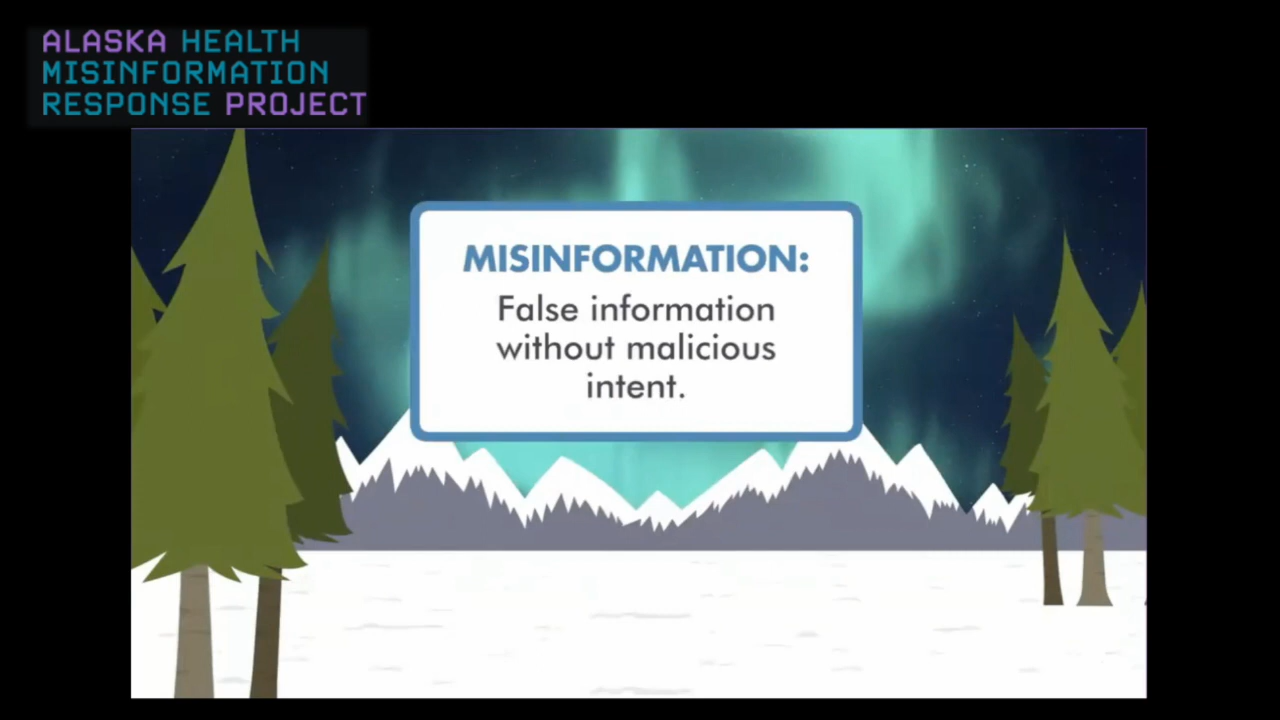 ALASKA HEALTH
MISINFORMATION
RESPONSE PROJECT
MISINFORMATION:
False information
without malicious
intent.